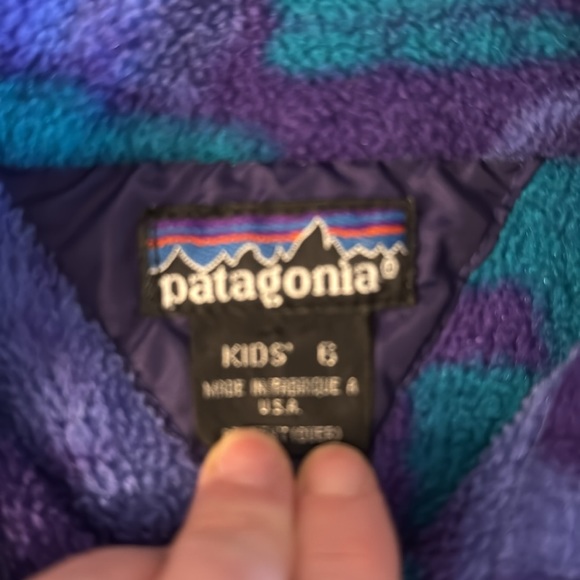 patagonia®
KIDS' 6
MADE IN/FABRIQUE A
U.S.A.